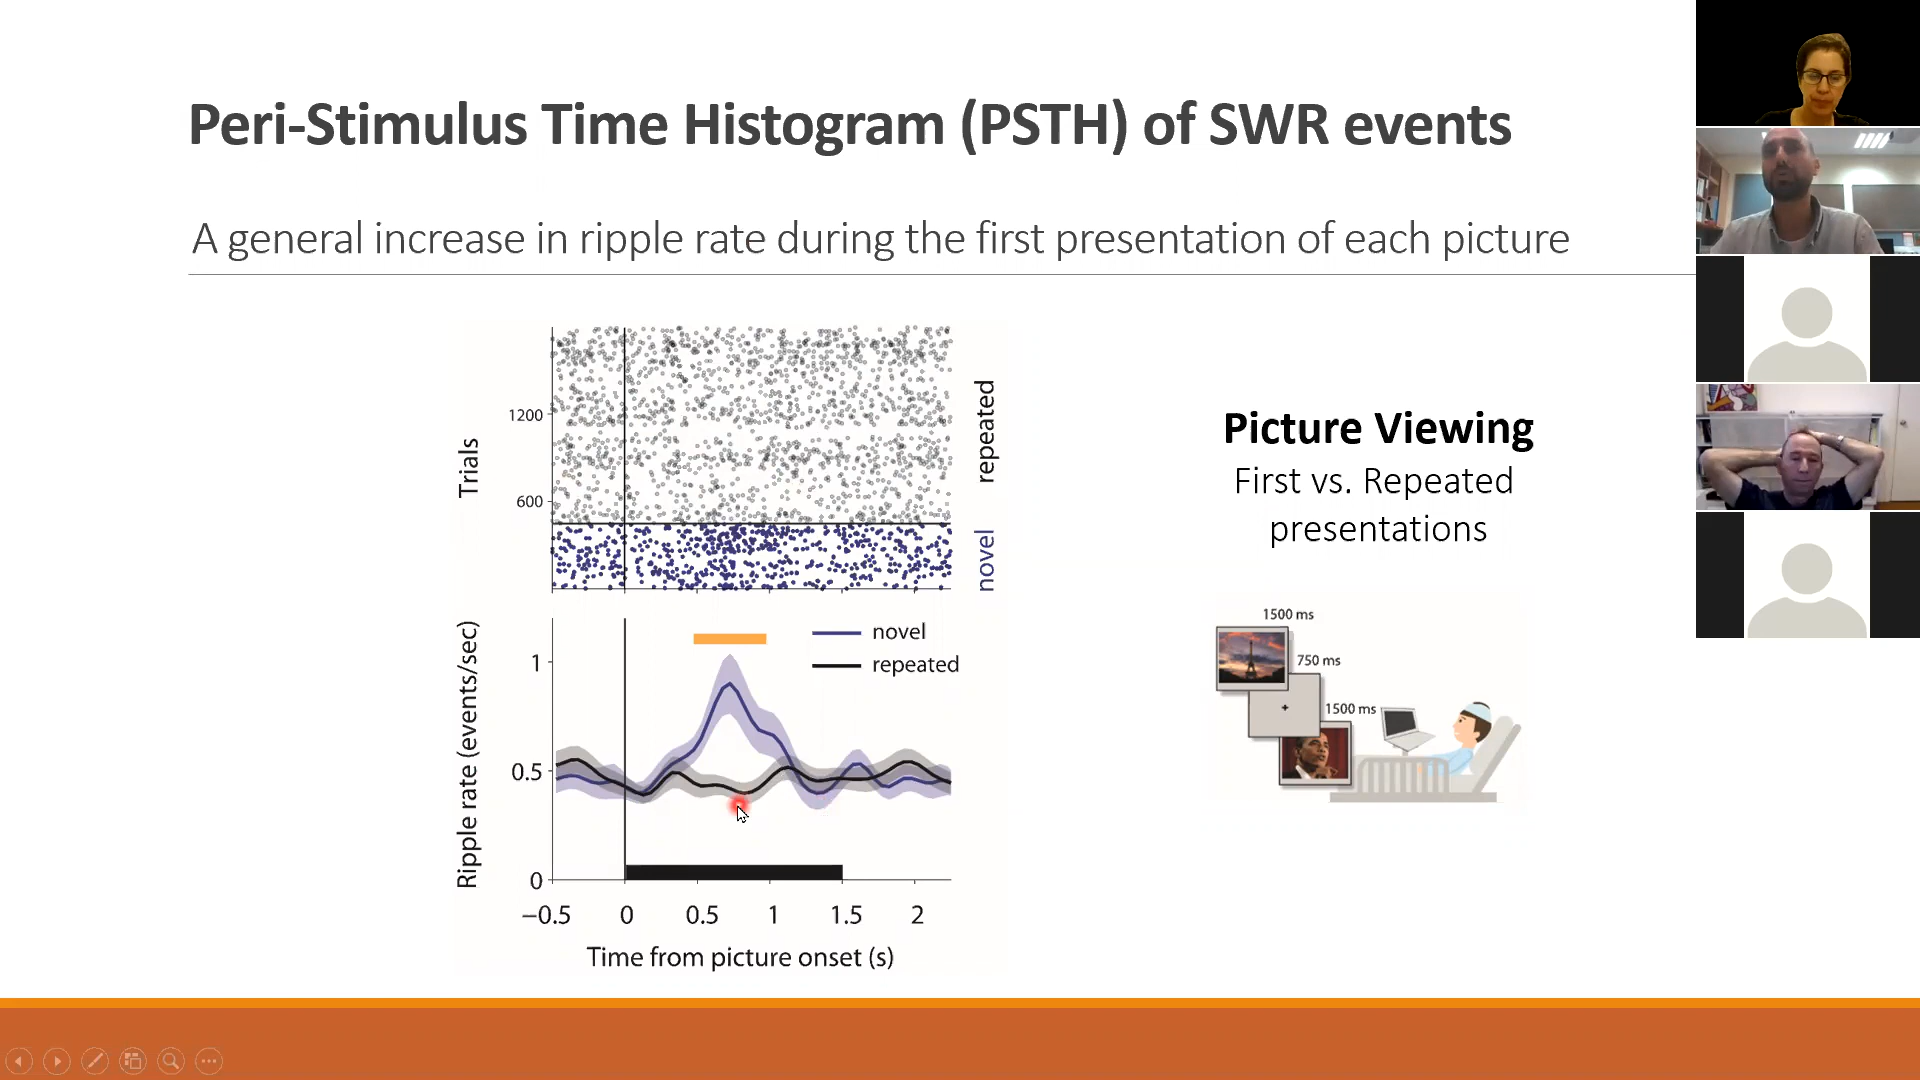 Peri-Stimulus Time Histogram (PSTH) of SWR events
A general increase in ripple rate during the first presentation of each picture
Trials
1200
600
repeated
novel
Ripple rate (events/sec)
1
0.5
0
novel
repeated
−0.5 0 0.5 1 1.5 2
Time from picture onset (s)
Picture Viewing
First vs. Repeated
presentations
1500 ms
750 ms
1500 ms